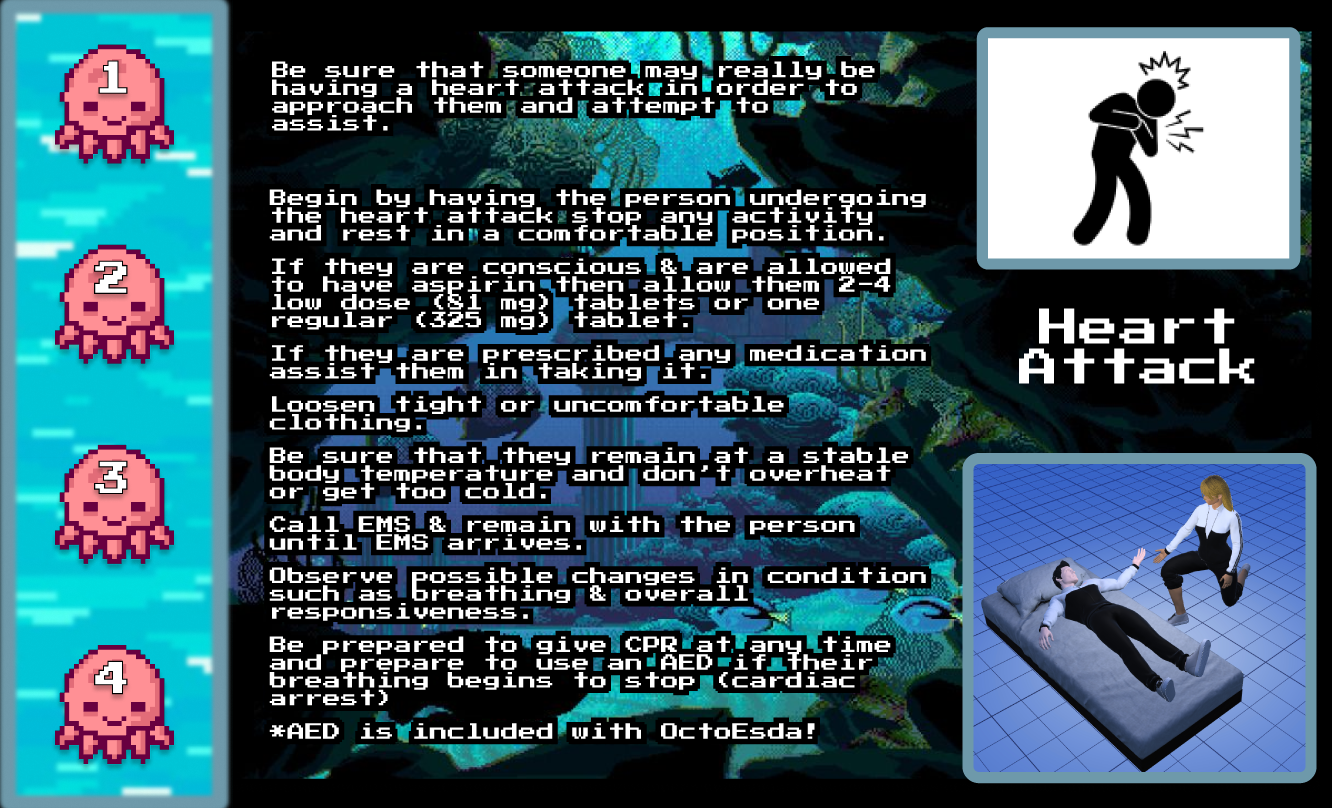 1
Be sure that someone may really be
having a heart attack in order to
approach them and attempt to
assist.
2
Begin by having the person undergoing
the heart attack stop any activity
and rest in a comfortable position.
If they are conscious & are allowed
to have aspirin then allow them 2-4
low dose (81 mg) tablets or one
regular (325 mg) tablet.
If they are prescribed any medication
assist them in taking it.
Loosen tight or uncomfortable
clothing.
3
Be sure that they remain at a stable
body temperature and don't overheat
or get too cold.
Call EMS & remain with the person
until EMS arrives.
Observe possible changes in condition
such as breathing & overall
responsiveness.
4
Be prepared to give CPR at any time
and prepare to use an AED if their
breathing begins to stop (cardiac
arrest)
*AED is included with OctoEsda!
Heart
Attack